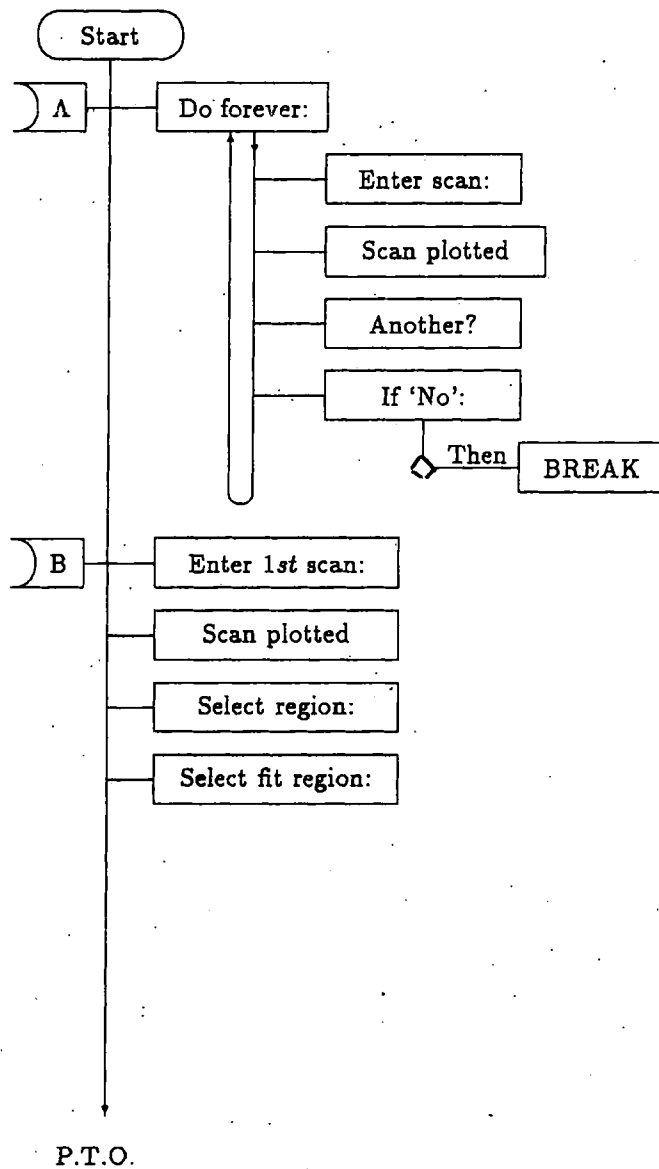 Start
A
Do forever:
Enter scan:
Scan plotted
Another?
If ‘No’:
Then
BREAK
B
Enter 1st scan:
Scan plotted
Select region:
Select fit region:
P.T.O.